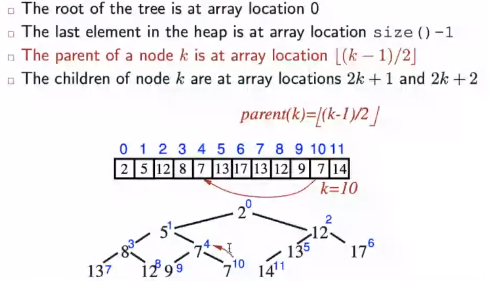 □ The root of the tree is at array location 0
□ The last element in the heap is at array location size()-1
□ The parent of a node k is at array location ⌊(k − 1)/2⌋
□ The children of node k are at array locations 2k + 1 and 2k + 2
parent(k)=⌊(k-1)/2⌋
0 1 2 3 4 5 6 7 8 9 10 11
2 5 12 8 7 13 17 13 12 9 7 14
k=10
2 0
5 1 12 2
8 3 7 4 13 5 17 6
13 7 12 8 9 9 7 10 14 11